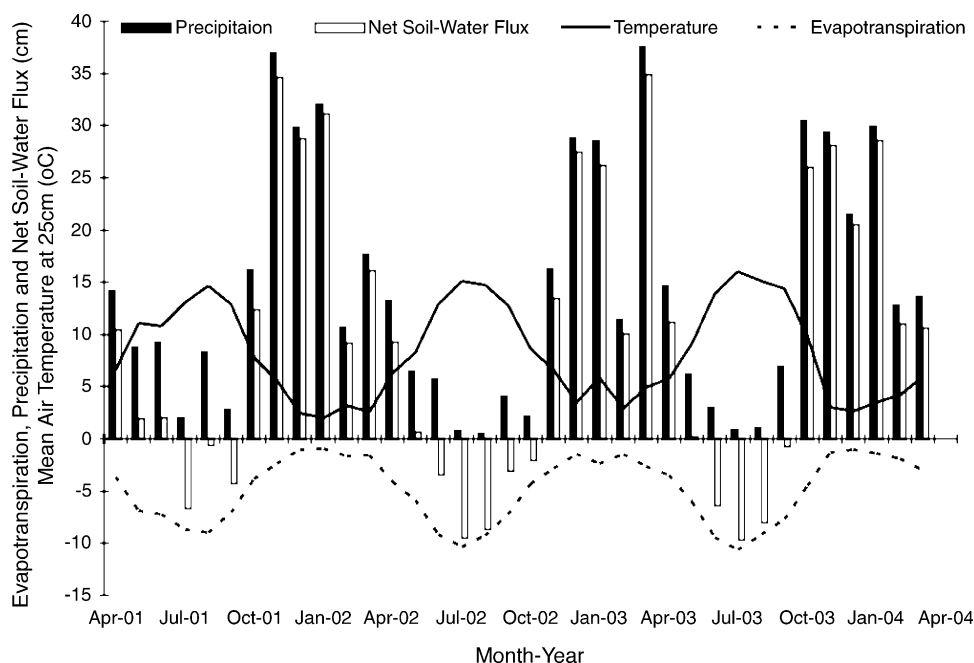 Precipitaion Net Soil-Water Flux Temperature Evapotranspiration
Evapotranspiration, Precipitation and Net Soil-Water Flux (cm)
Mean Air Temperature at 25cm (oC)
40
35
30
25
20
15
10
5
0
-5
-10
-15
Apr-01 Jul-01 Oct-01 Jan-02 Apr-02 Jul-02 Oct-02 Jan-03 Apr-03 Jul-03 Oct-03 Jan-04 Apr-04
Month-Year